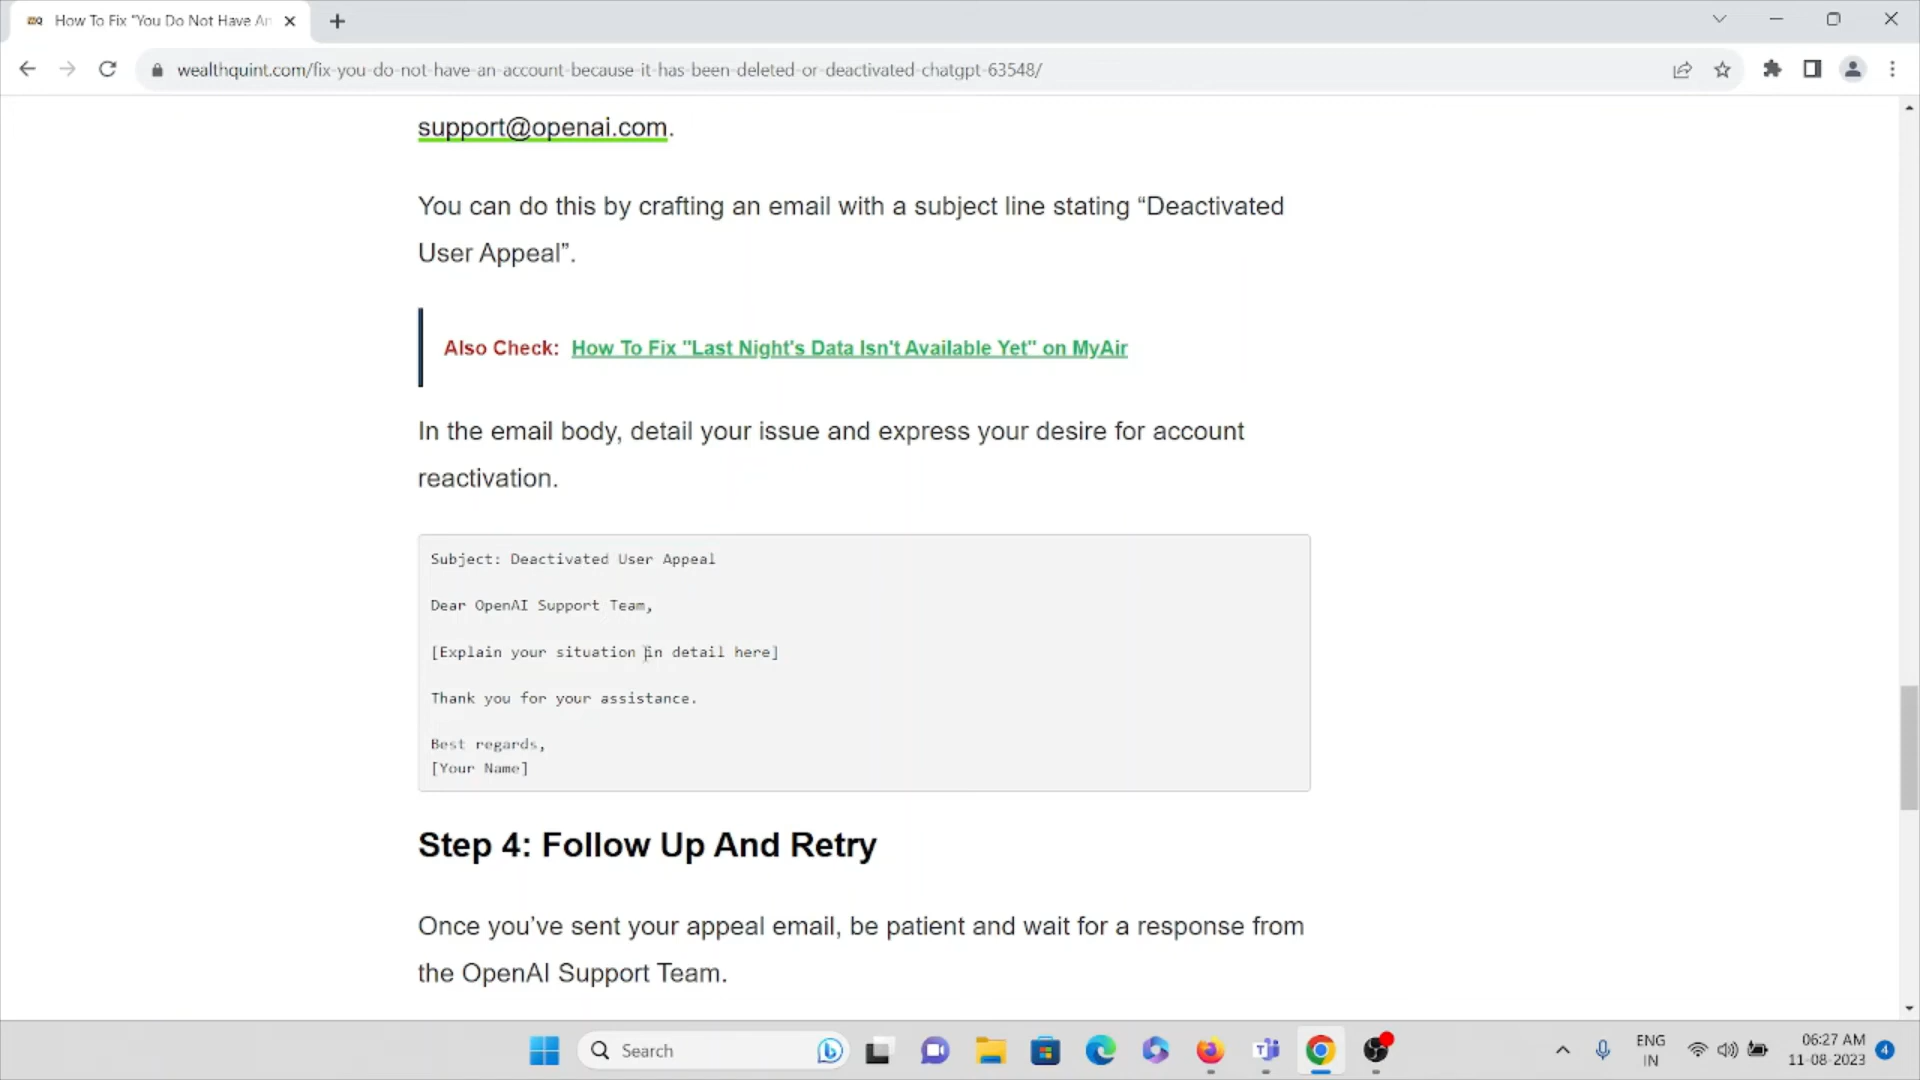 How To Fix "You Do Not Have An
wealthquint.com/fix-you-do-not-have-an-account-because-it-has-been-deleted-or-deactivated-chatgpt-63548/
support@openai.com.
You can do this by crafting an email with a subject line stating “Deactivated
User Appeal”.
Also Check: How To Fix "Last Night's Data Isn't Available Yet" on MyAir
In the email body, detail your issue and express your desire for account
reactivation.
Subject: Deactivated User Appeal
Dear OpenAI Support Team,
[Explain your situation in detail here]
Thank you for your assistance.
Best regards,
[Your Name]
Step 4: Follow Up And Retry
Once you’ve sent your appeal email, be patient and wait for a response from
the OpenAI Support Team.
Search
ENG
IN
06:27 AM
11-08-2023
4